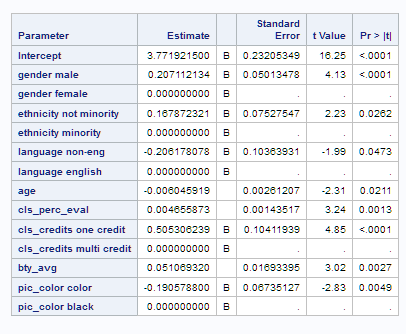 Parameter Estimate Standard Error t Value Pr > |t|
Intercept 3.771921500 B 0.23205349 16.25 <.0001
gender male 0.207112134 B 0.05013478 4.13 <.0001
gender female 0.000000000 B . . .
ethnicity not minority 0.167872321 B 0.07527547 2.23 0.0262
ethnicity minority 0.000000000 B . . .
language non-eng -0.206178078 B 0.10363931 -1.99 0.0473
language english 0.000000000 B . . .
age -0.006045919 0.00261207 -2.31 0.0211
cls_perc_eval 0.004655873 0.00143517 3.24 0.0013
cls_credits one credit 0.505306239 B 0.10411939 4.85 <.0001
cls_credits multi credit 0.000000000 B . . .
bty_avg 0.051069320 0.01693395 3.02 0.0027
pic_color color -0.190578800 B 0.06735127 -2.83 0.0049
pic_color black 0.000000000 B . . .